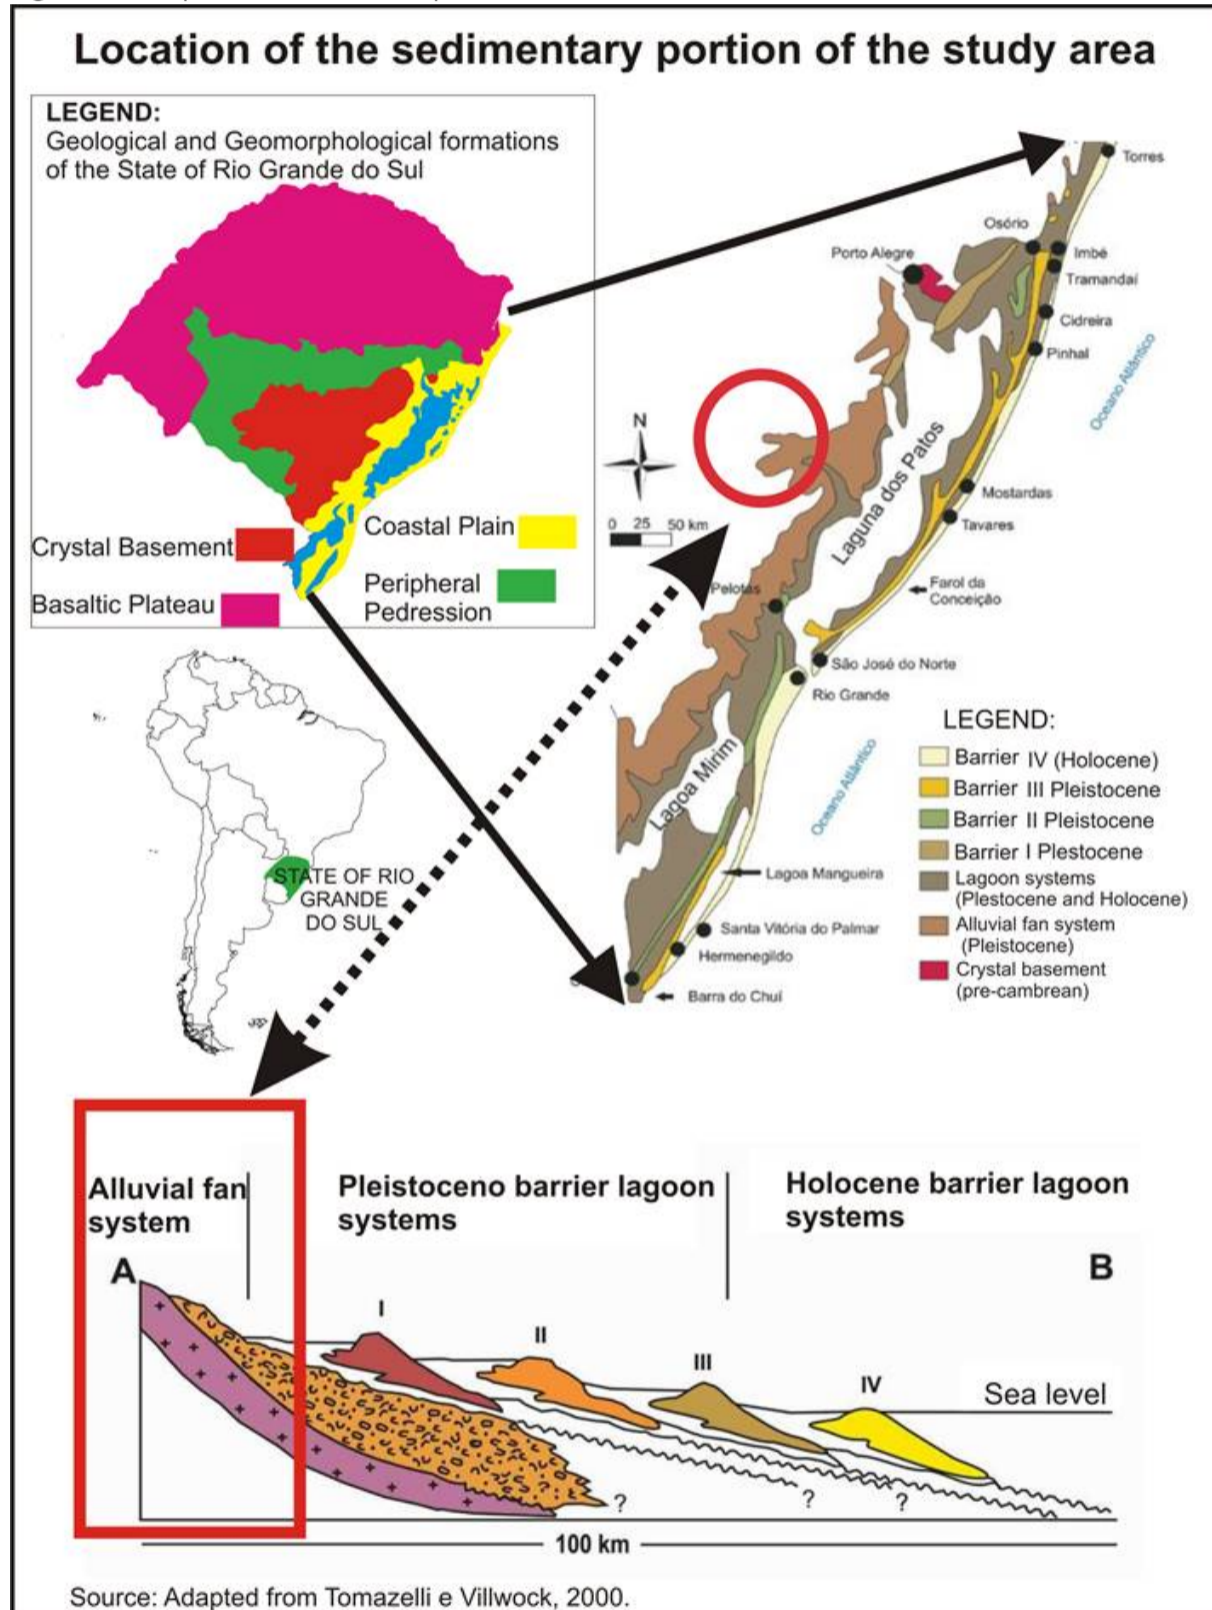 Location of the sedimentary portion of the study area
LEGEND:
Geological and Geomorphological formations
of the State of Rio Grande do Sul
Crystal Basement
Coastal Plain
Basaltic Plateau
Peripheral
Pedression
Torres
Osório
Imbé
Porto Alegre
Tramandaí
Cidreira
Pinhal
Oceano Atlântico
N
0 25 50 km
Laguna dos Patos
Mostardas
Tavares
Farol da
Conceição
Pelotas
São José do Norte
Rio Grande
Lagoa Mirim
Oceano Atlântico
Lagoa Mangueira
Santa Vitória do Palmar
Hermenegildo
Barra do Chuí
LEGEND:
Barrier IV (Holocene)
Barrier III Pleistocene
Barrier II Pleistocene
Barrier I Plestocene
Lagoon systems
(Plestocene and Holocene)
Alluvial fan system
(Pleistocene)
Crystal basement
(pre-cambrean)
STATE OF RIO
GRANDE
DO SUL
Alluvial fan
system
Pleistoceno barrier lagoon
systems
Holocene barrier lagoon
systems
A
B
I
II
III
IV
Sea level
?
?
?
100 km
Source: Adapted from Tomazelli e Villwock, 2000.